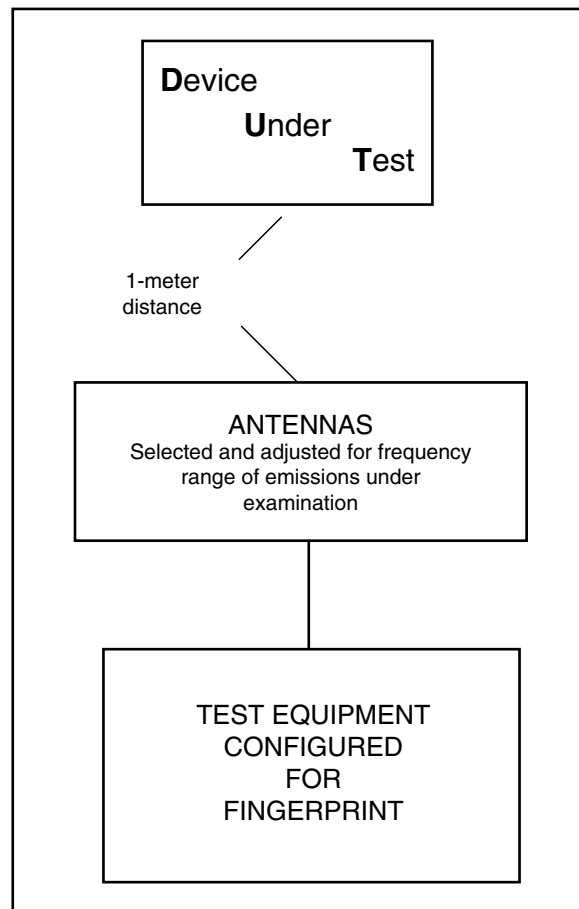 Device
Under
Test
1-meter
distance
ANTENNAS
Selected and adjusted for frequency
range of emissions under
examination
TEST EQUIPMENT
CONFIGURED
FOR
FINGERPRINT